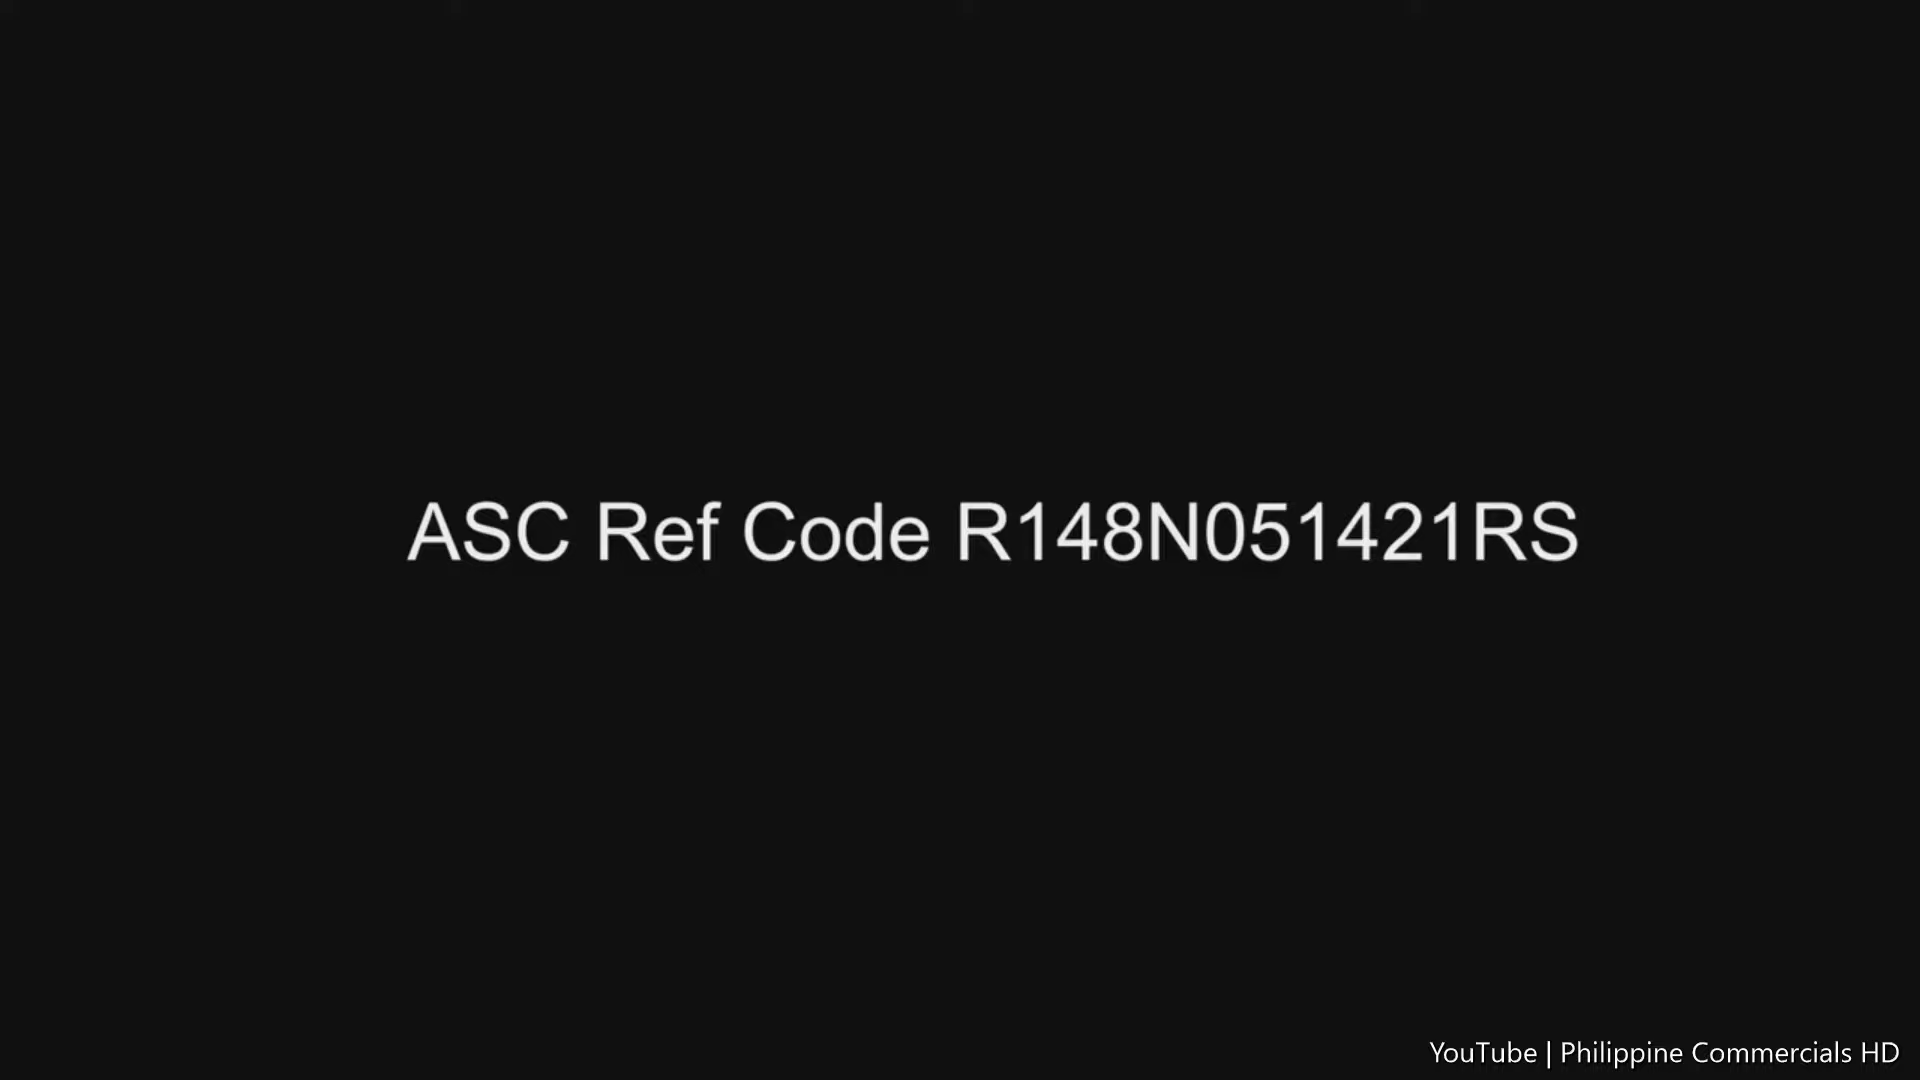 ASC Ref Code R148N051421RS
YouTube | Philippine Commercials HD